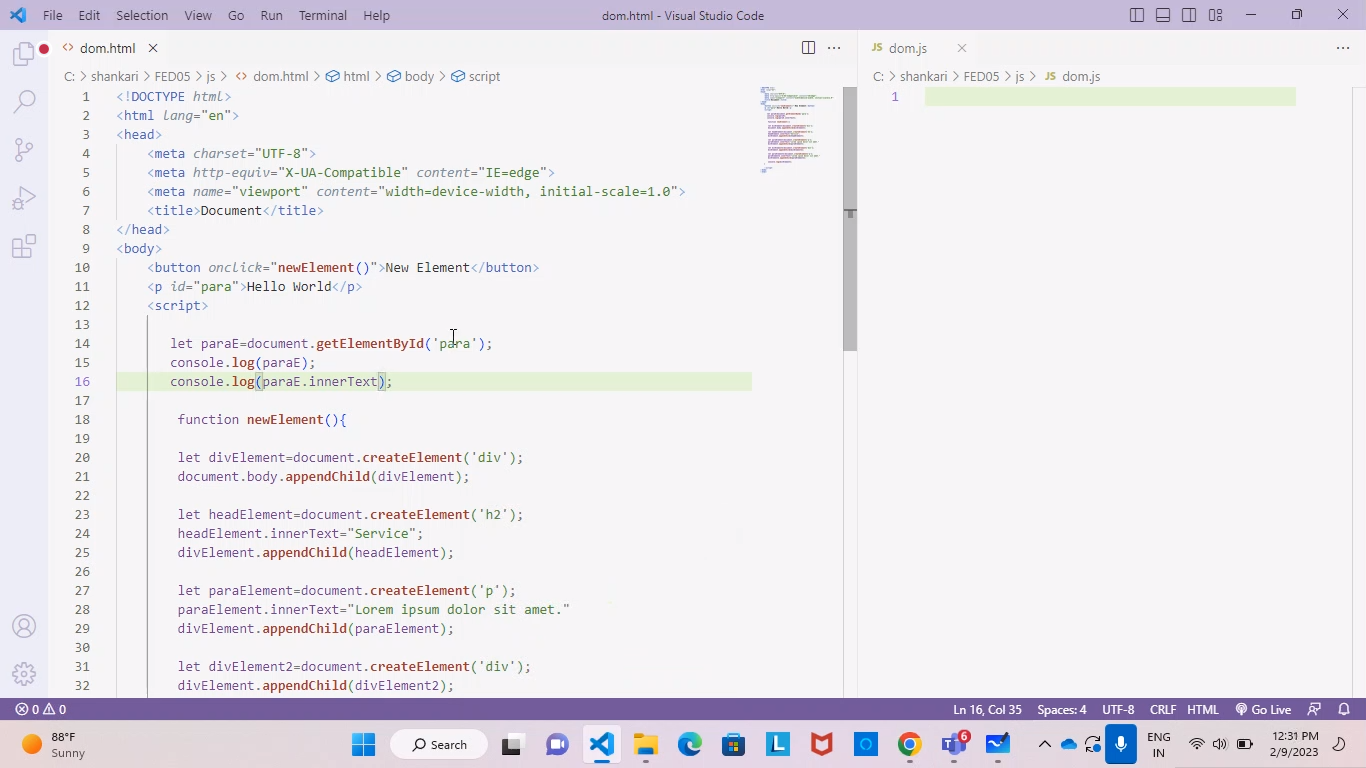 File Edit Selection View Go Run Terminal Help dom.html - Visual Studio Code
dom.html
JS dom.js
C: > shankari > FED05 > js > dom.html > html > body > script
C: > shankari > FED05 > js > JS dom.js
1 <!DOCTYPE html>
2 <html lang="en">
3 <head>
4 <meta charset="UTF-8">
5 <meta http-equiv="X-UA-Compatible" content="IE=edge">
6 <meta name="viewport" content="width=device-width, initial-scale=1.0">
7 <title>Document</title>
8 </head>
9 <body>
10 <button onclick="newElement()">New Element</button>
11 <p id="para">Hello World</p>
12 <script>
13
14 let paraE=document.getElementById('para');
15 console.log(paraE);
16 console.log(paraE.innerText);
17
18 function newElement(){
19
20 let divElement=document.createElement('div');
21 document.body.appendChild(divElement);
22
23 let headElement=document.createElement('h2');
24 headElement.innerText="Service";
25 divElement.appendChild(headElement);
26
27 let paraElement=document.createElement('p');
28 paraElement.innerText="Lorem ipsum dolor sit amet."
29 divElement.appendChild(paraElement);
30
31 let divElement2=document.createElement('div');
32 divElement.appendChild(divElement2);
1
0 0 Ln 16, Col 35 Spaces: 4 UTF-8 CRLF HTML Go Live
88°F
Sunny
Search
L
6
ENG
IN
12:31 PM
2/9/2023